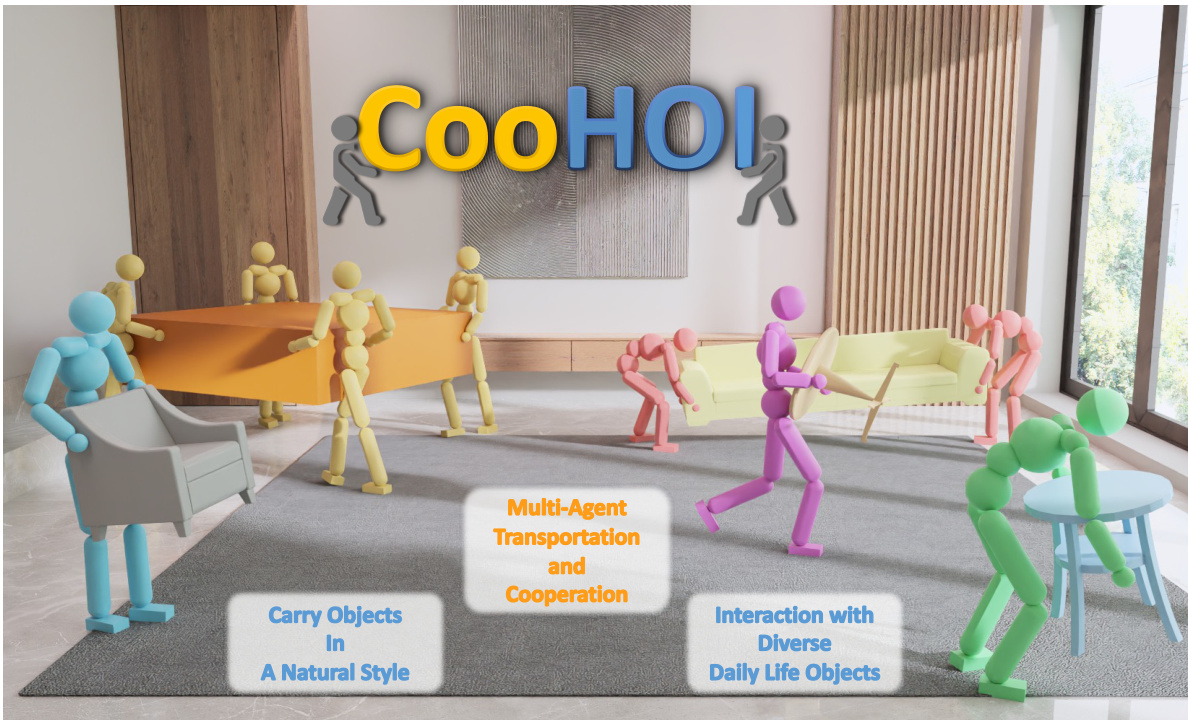 CooHOI
Multi-Agent
Transportation
and
Cooperation
Carry Objects
In
A Natural Style
Interaction with
Diverse
Daily Life Objects